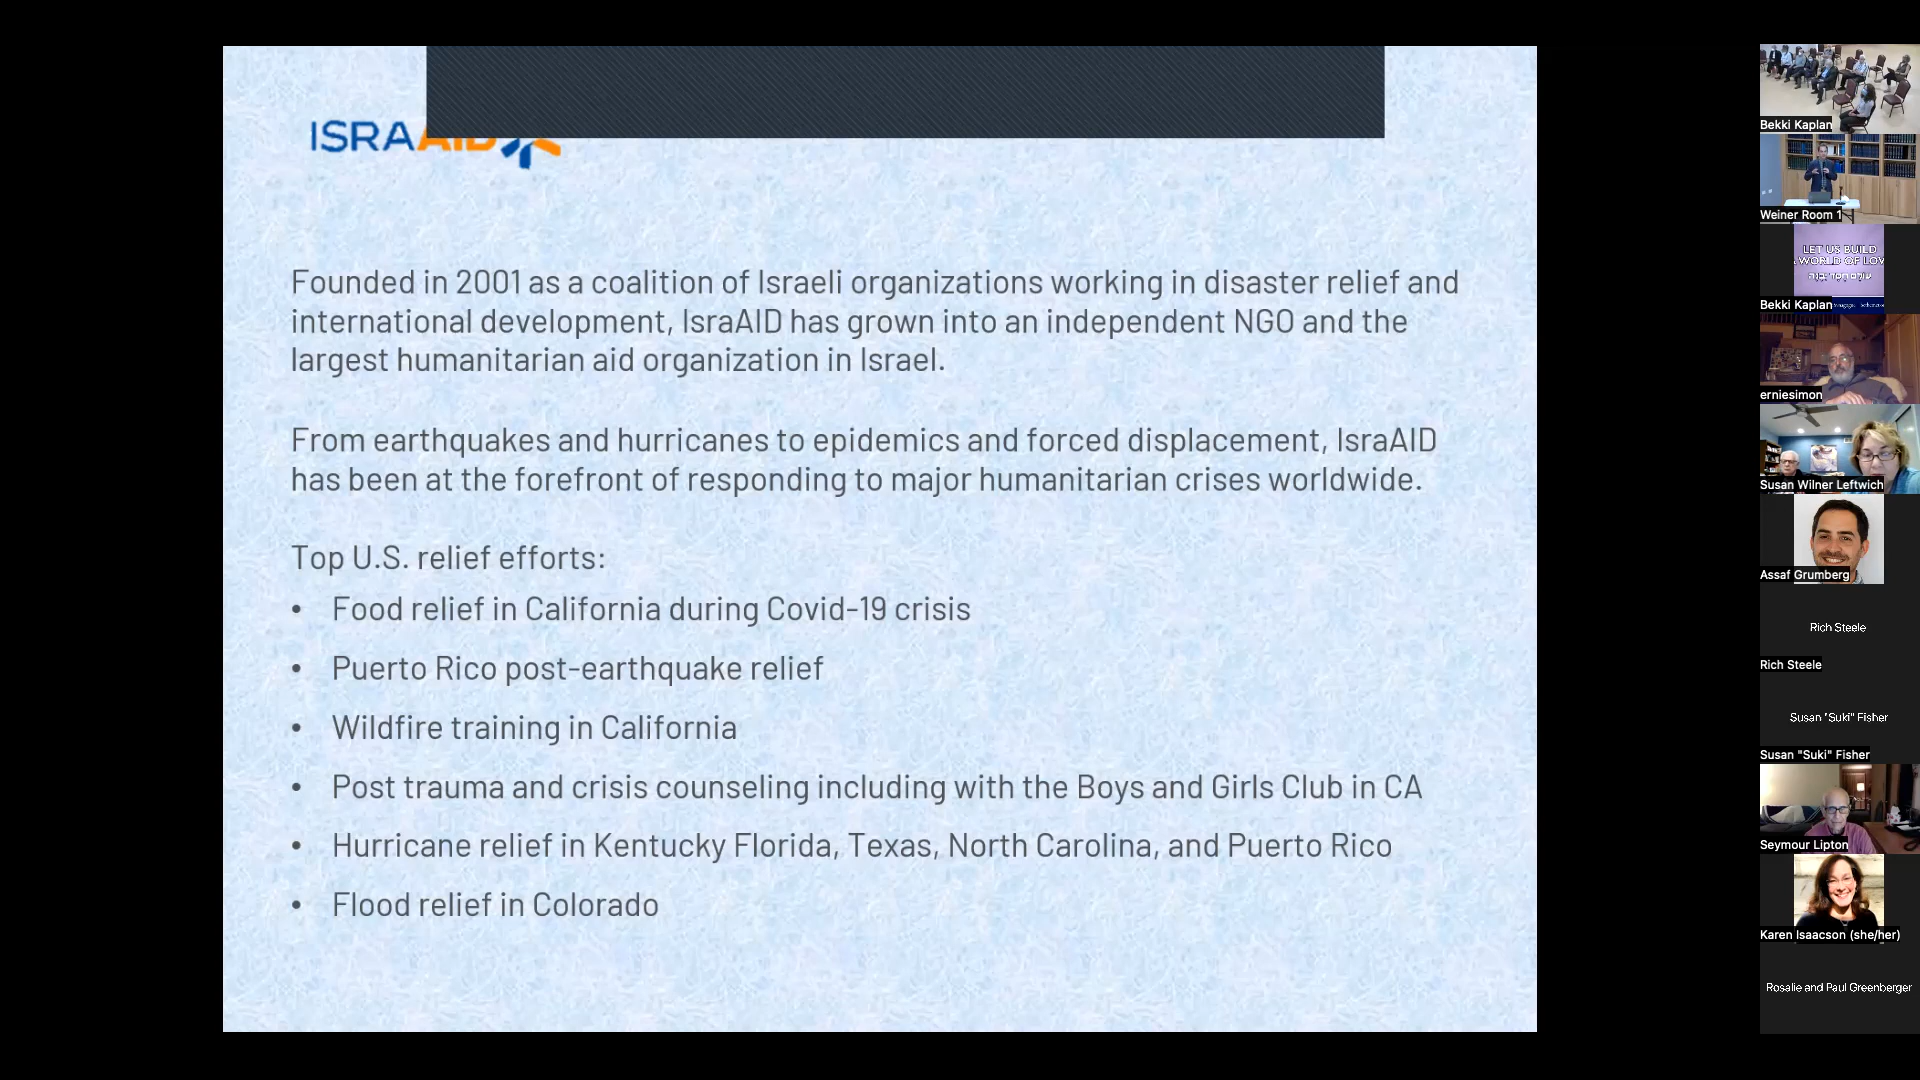 ISRAAID
Founded in 2001 as a coalition of Israeli organizations working in disaster relief and
international development, IsraAID has grown into an independent NGO and the
largest humanitarian aid organization in Israel.
From earthquakes and hurricanes to epidemics and forced displacement, IsraAID
has been at the forefront of responding to major humanitarian crises worldwide.
Top U.S. relief efforts:
• Food relief in California during Covid-19 crisis
• Puerto Rico post-earthquake relief
• Wildfire training in California
• Post trauma and crisis counseling including with the Boys and Girls Club in CA
• Hurricane relief in Kentucky Florida, Texas, North Carolina, and Puerto Rico
• Flood relief in Colorado
Bekki Kaplan
Weiner Room 1
LET US BUILD
A WORLD OF LOV
Bekki Kaplan
erniesimon
Susan Wilner Leftwich
Assaf Grumberg
Rich Steele
Rich Steele
Susan "Suki" Fisher
Susan "Suki" Fisher
Seymour Lipton
Karen Isaacson (she/her)
Rosalie and Paul Greenberger